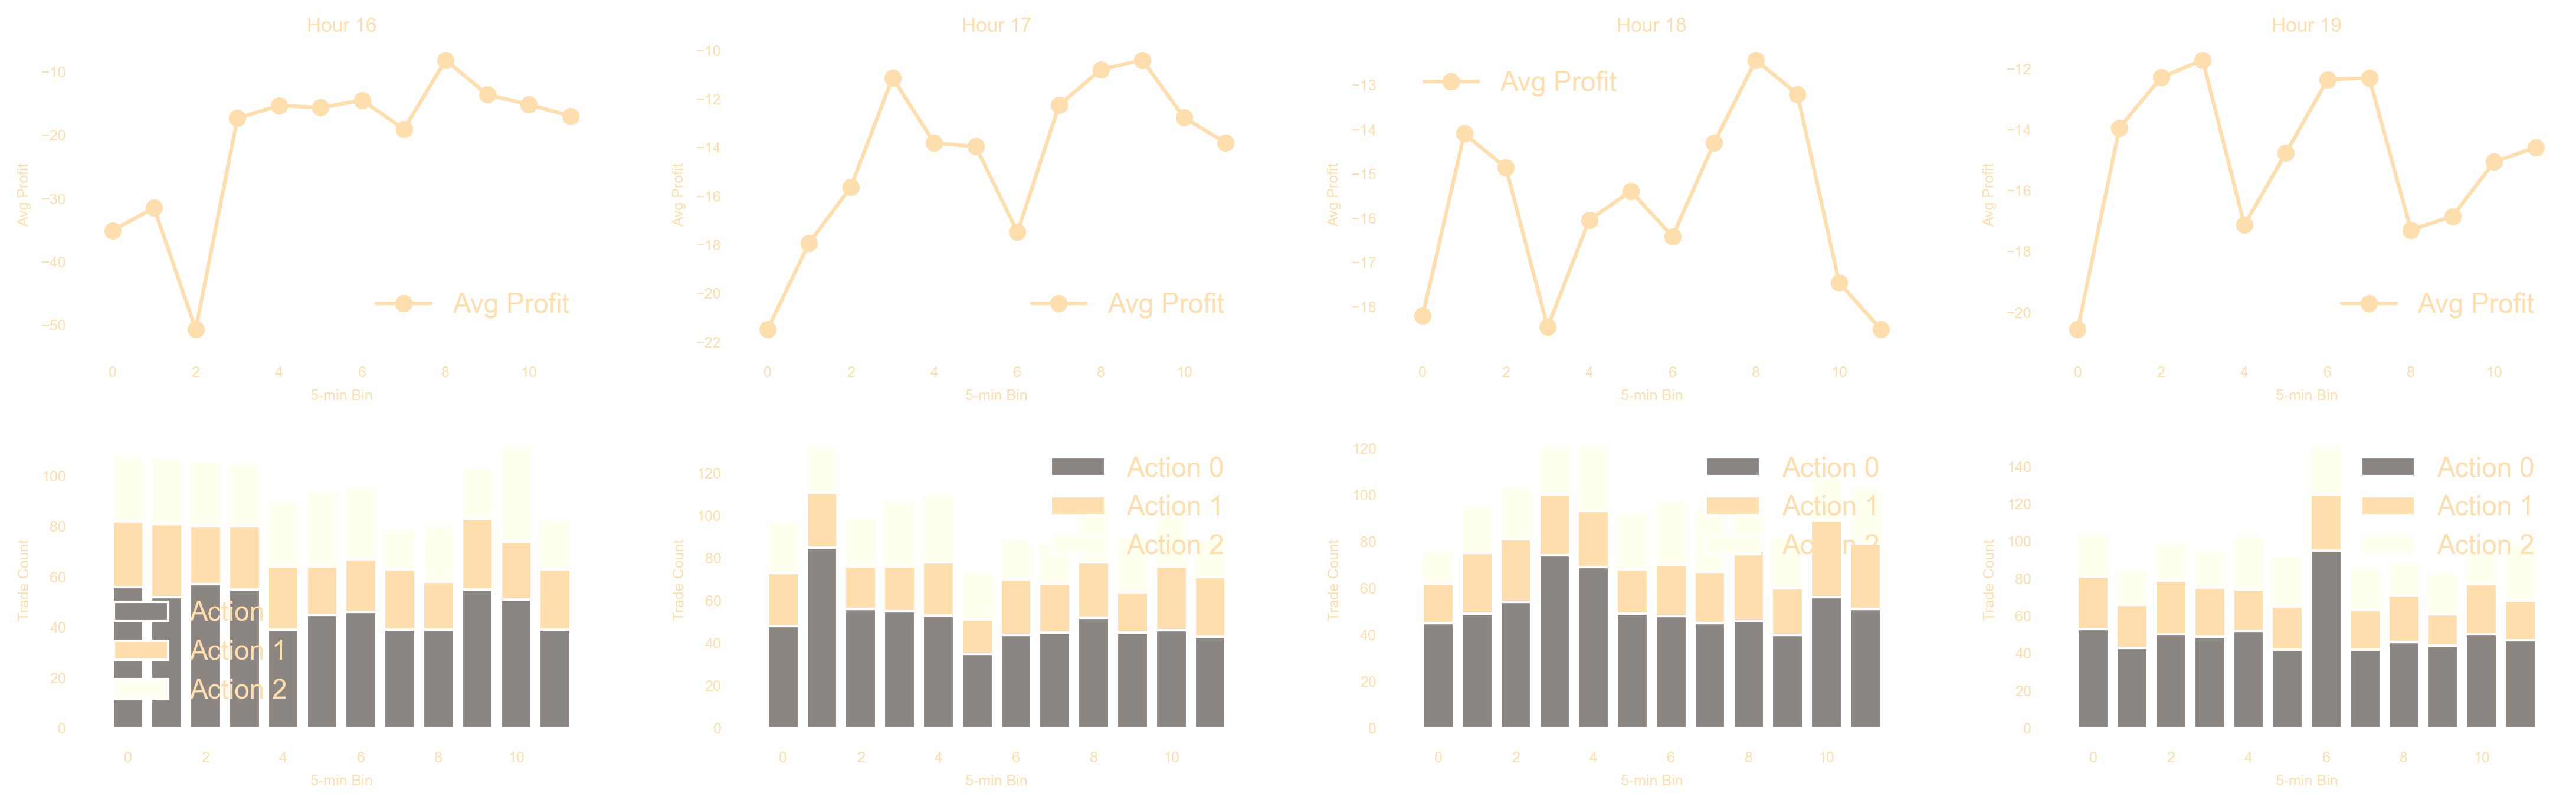 Hour 16
Avg Profit
−10
−20
−30
−40
−50
Avg Profit
0 2 4 6 8 10
5-min Bin
Hour 17
Avg Profit
−10
−12
−14
−16
−18
−20
−22
Avg Profit
0 2 4 6 8 10
5-min Bin
Hour 18
Avg Profit
−13
−14
−15
−16
−17
−18
Avg Profit
0 2 4 6 8 10
5-min Bin
Hour 19
Avg Profit
−12
−14
−16
−18
−20
Avg Profit
0 2 4 6 8 10
5-min Bin
Trade Count
100
80
60
40
20
0
Action
Action 1
Action 2
0 2 4 6 8 10
5-min Bin
Trade Count
120
100
80
60
40
20
0
Action 0
Action 1
Action 2
0 2 4 6 8 10
5-min Bin
Trade Count
120
100
80
60
40
20
0
Action 0
Action 1
Action 2
0 2 4 6 8 10
5-min Bin
Trade Count
140
120
100
80
60
40
20
0
Action 0
Action 1
Action 2
0 2 4 6 8 10
5-min Bin